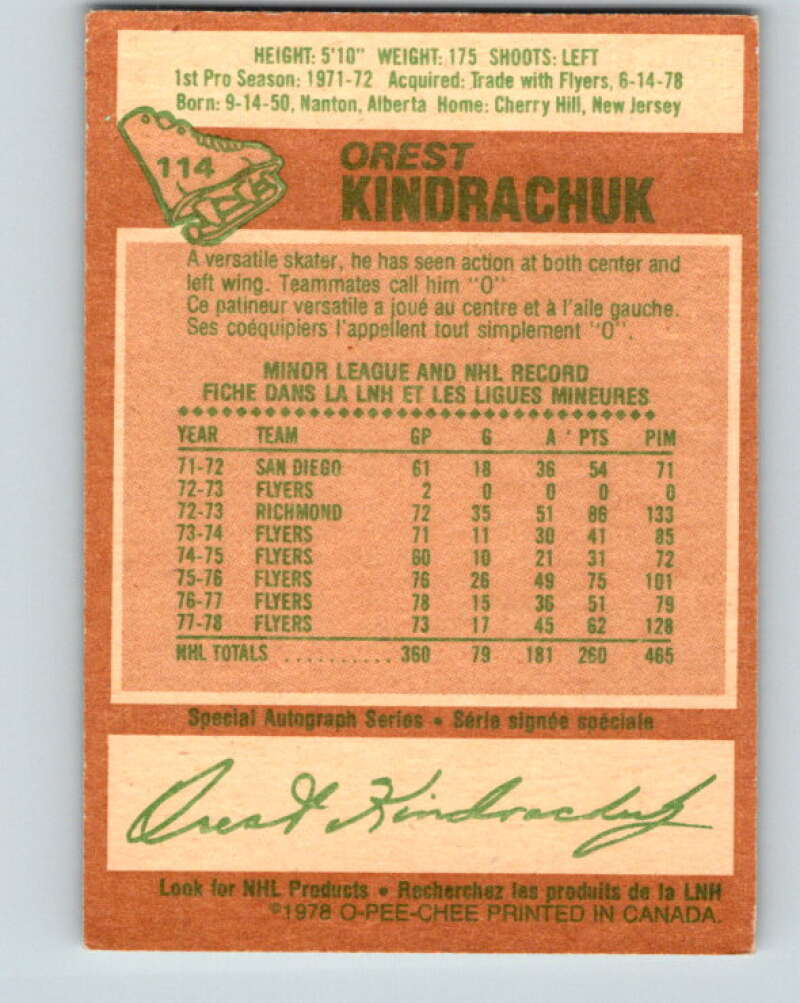 HEIGHT: 5'10" WEIGHT: 175 SHOOTS: LEFT
1st Pro Season: 1971-72 Acquired: Trade with Flyers, 6-14-78
Born: 9-14-50, Nanton, Alberta Home: Cherry Hill, New Jersey
114
OREST
KINDRACHUK
A versatile skater, he has seen action at both center and
left wing. Teammates call him "O"
Ce patineur versatile a joué au centre et à l'aile gauche.
Ses coéquipiers l'appellent tout simplement "O".
MINOR LEAGUE AND NHL RECORD
FICHE DANS LA LNH ET LES LIGUES MINEURES
YEAR TEAM GP G A PTS PIM
71-72 SAN DIEGO 61 18 36 54 71
72-73 FLYERS 2 0 0 0 0
72-73 RICHMOND 72 35 51 86 133
73-74 FLYERS 71 11 30 41 85
74-75 FLYERS 60 10 21 31 72
75-76 FLYERS 76 26 49 75 101
76-77 FLYERS 78 15 36 51 79
77-78 FLYERS 73 17 45 62 128
NHL TOTALS .......... 360 79 181 260 465
Special Autograph Series • Série signée spéciale
Orest Kindrachuk
Look for NHL Products • Recherchez les produits de la LNH
©1978 O-PEE-CHEE PRINTED IN CANADA.